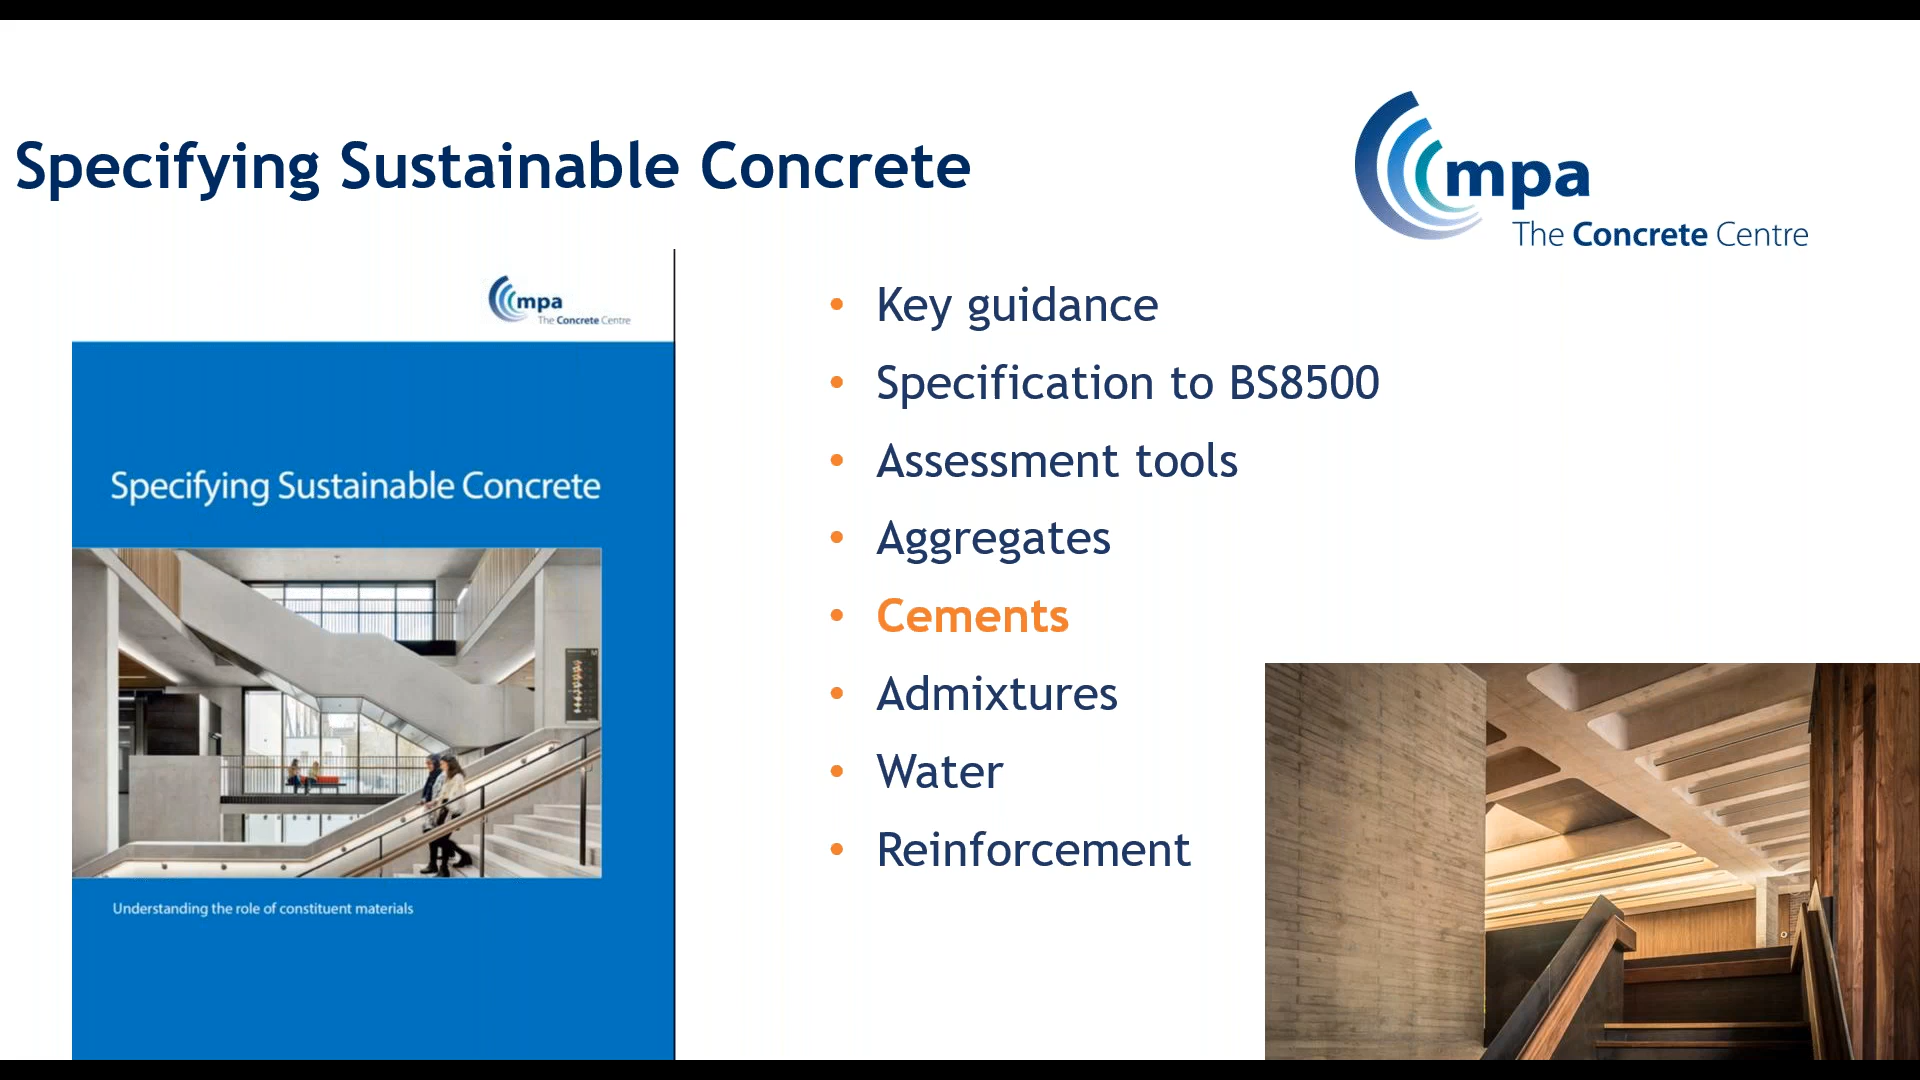 Specifying Sustainable Concrete
mpa
The Concrete Centre
mpa
The Concrete Centre
Specifying Sustainable Concrete
Understanding the role of constituent materials
• Key guidance
• Specification to BS8500
• Assessment tools
• Aggregates
• Cements
• Admixtures
• Water
• Reinforcement